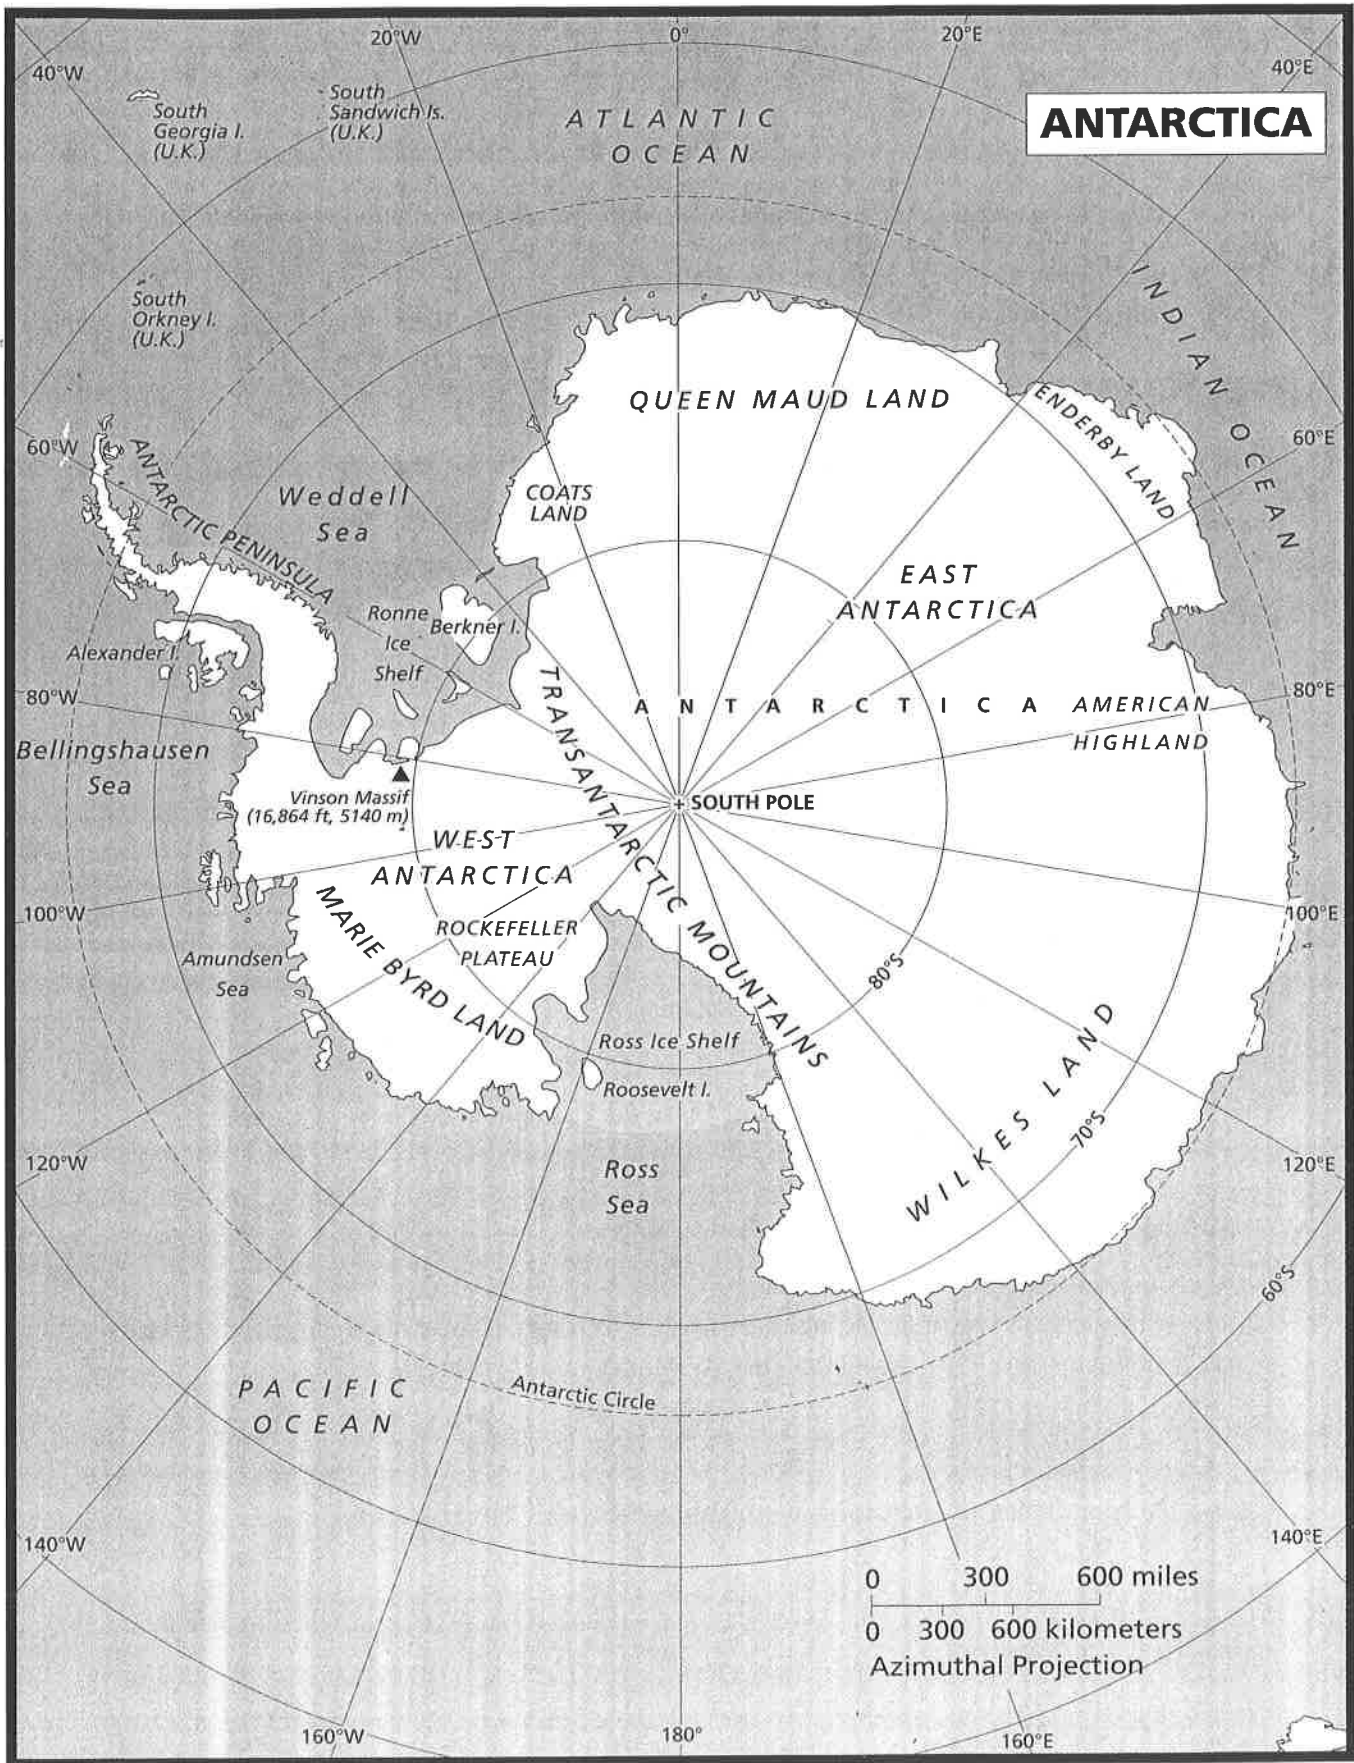 20°W
0°
20°E
40°W
40°E
South
Georgia I.
(U.K.)
South
Sandwich Is.
(U.K.)
ATLANTIC
OCEAN
ANTARCTICA
South
Orkney I.
(U.K.)
INDIAN OCEAN
QUEEN MAUD LAND
ENDERBY LAND
60°W
60°E
ANTARCTIC PENINSULA
Weddell
Sea
COATS
LAND
EAST
ANTARCTICA
Ronne
Ice
Shelf
Berkner I.
Alexander I.
80°W
80°E
TRANSANTARCTIC MOUNTAINS
ANTARCTICA
AMERICAN
HIGHLAND
Bellingshausen
Sea
Vinson Massif
(16,864 ft, 5140 m)
SOUTH POLE
WEST
ANTARCTICA
100°W
100°E
MARIE BYRD LAND
ROCKEFELLER
PLATEAU
Amundsen
Sea
80°S
Ross Ice Shelf
Roosevelt I.
WILKES LAND
70°S
120°W
120°E
Ross
Sea
60°S
PACIFIC
OCEAN
Antarctic Circle
140°W
140°E
0 300 600 miles
0 300 600 kilometers
Azimuthal Projection
160°W
180°
160°E